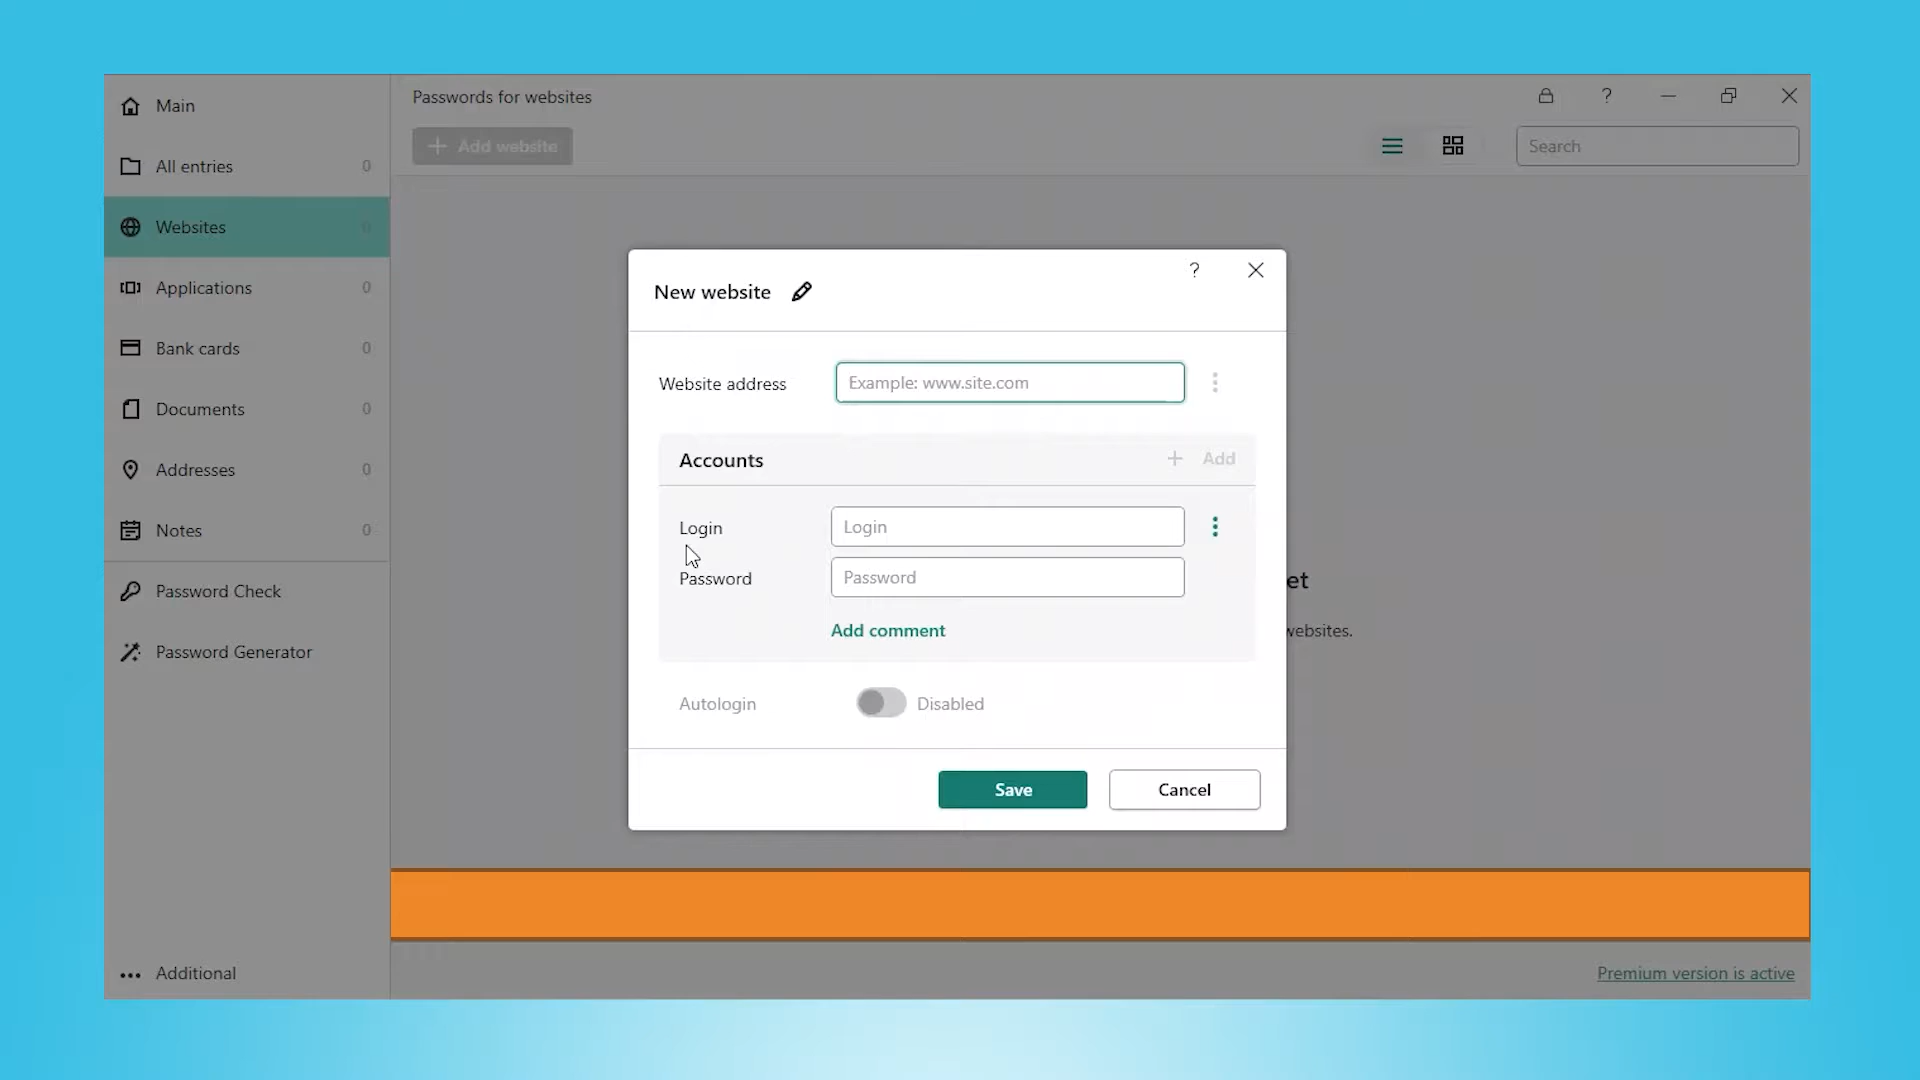 Main
All entries 0
Websites 0
Applications 0
Bank cards 0
Documents 0
Addresses 0
Notes 0
Password Check
Password Generator
Additional
Passwords for websites
?
Add website
Search
et
websites.
New website
?
Website address
Example: www.site.com
Accounts
+ Add
Login
Login
Password
Password
Add comment
Autologin
Disabled
Save
Cancel
Premium version is active